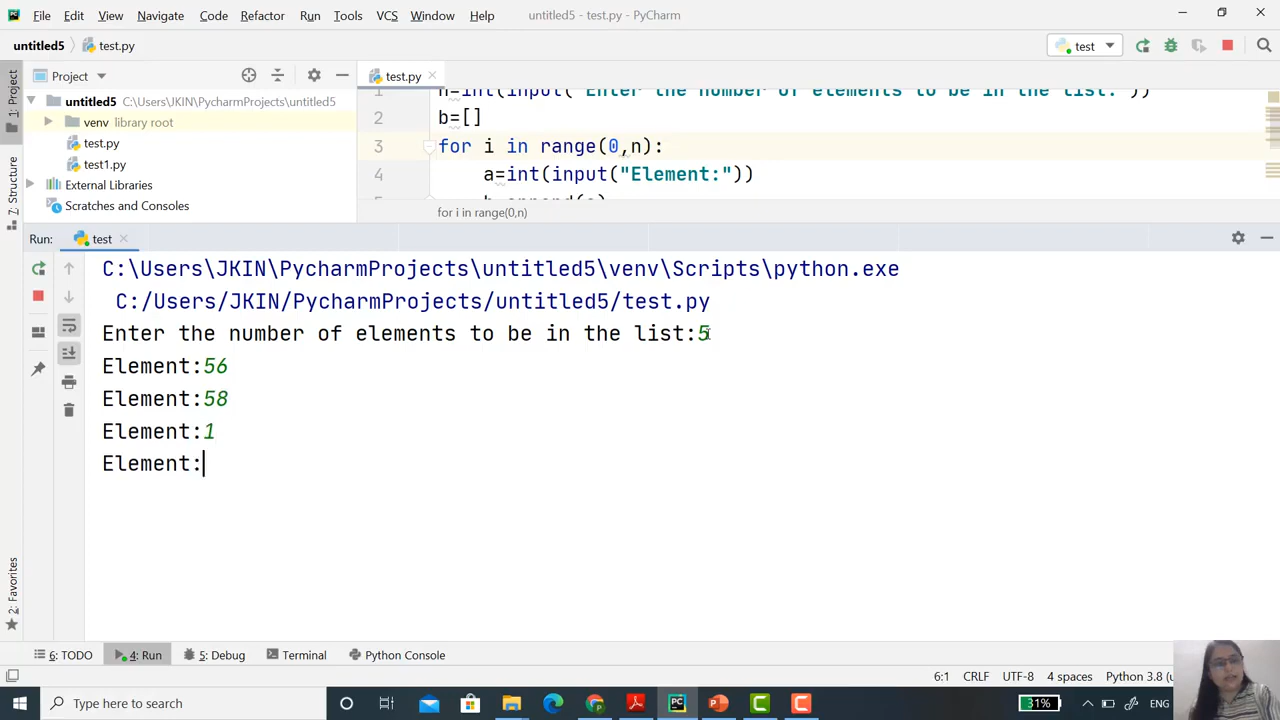 File Edit View Navigate Code Refactor Run Tools VCS Window Help untitled5 - test.py - PyCharm
untitled5 test.py test
Project test.py
untitled5 C:\Users\JKIN\PycharmProjects\untitled5
venv library root
test.py
test1.py
External Libraries
Scratches and Consoles
1: Project
7: Structure
2: Favorites
1 n=int(input("Enter the number of elements to be in the list:"))
2 b=[]
3 for i in range(0,n):
4 a=int(input("Element:"))
5 b.append(a)
for i in range(0,n)
Run: test
C:\Users\JKIN\PycharmProjects\untitled5\venv\Scripts\python.exe
C:/Users/JKIN/PycharmProjects/untitled5/test.py
Enter the number of elements to be in the list:5
Element:56
Element:58
Element:1
Element:
6: TODO 4: Run 5: Debug Terminal Python Console
6:1 CRLF UTF-8 4 spaces Python 3.8
Type here to search 31% ENG